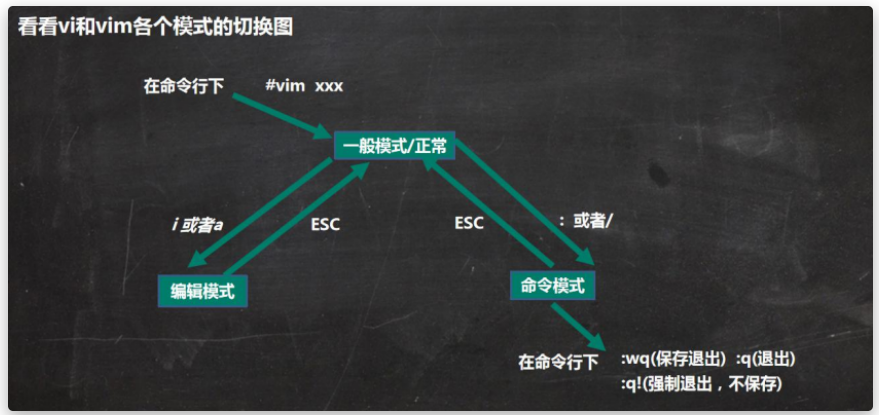 看看vi和vim各个模式的切换图
在命令行下 #vim xxx
一般模式/正常
i 或者a ESC ESC : 或者/
编辑模式 命令模式
在命令行下 :wq(保存退出) :q(退出)
:q!(强制退出，不保存)